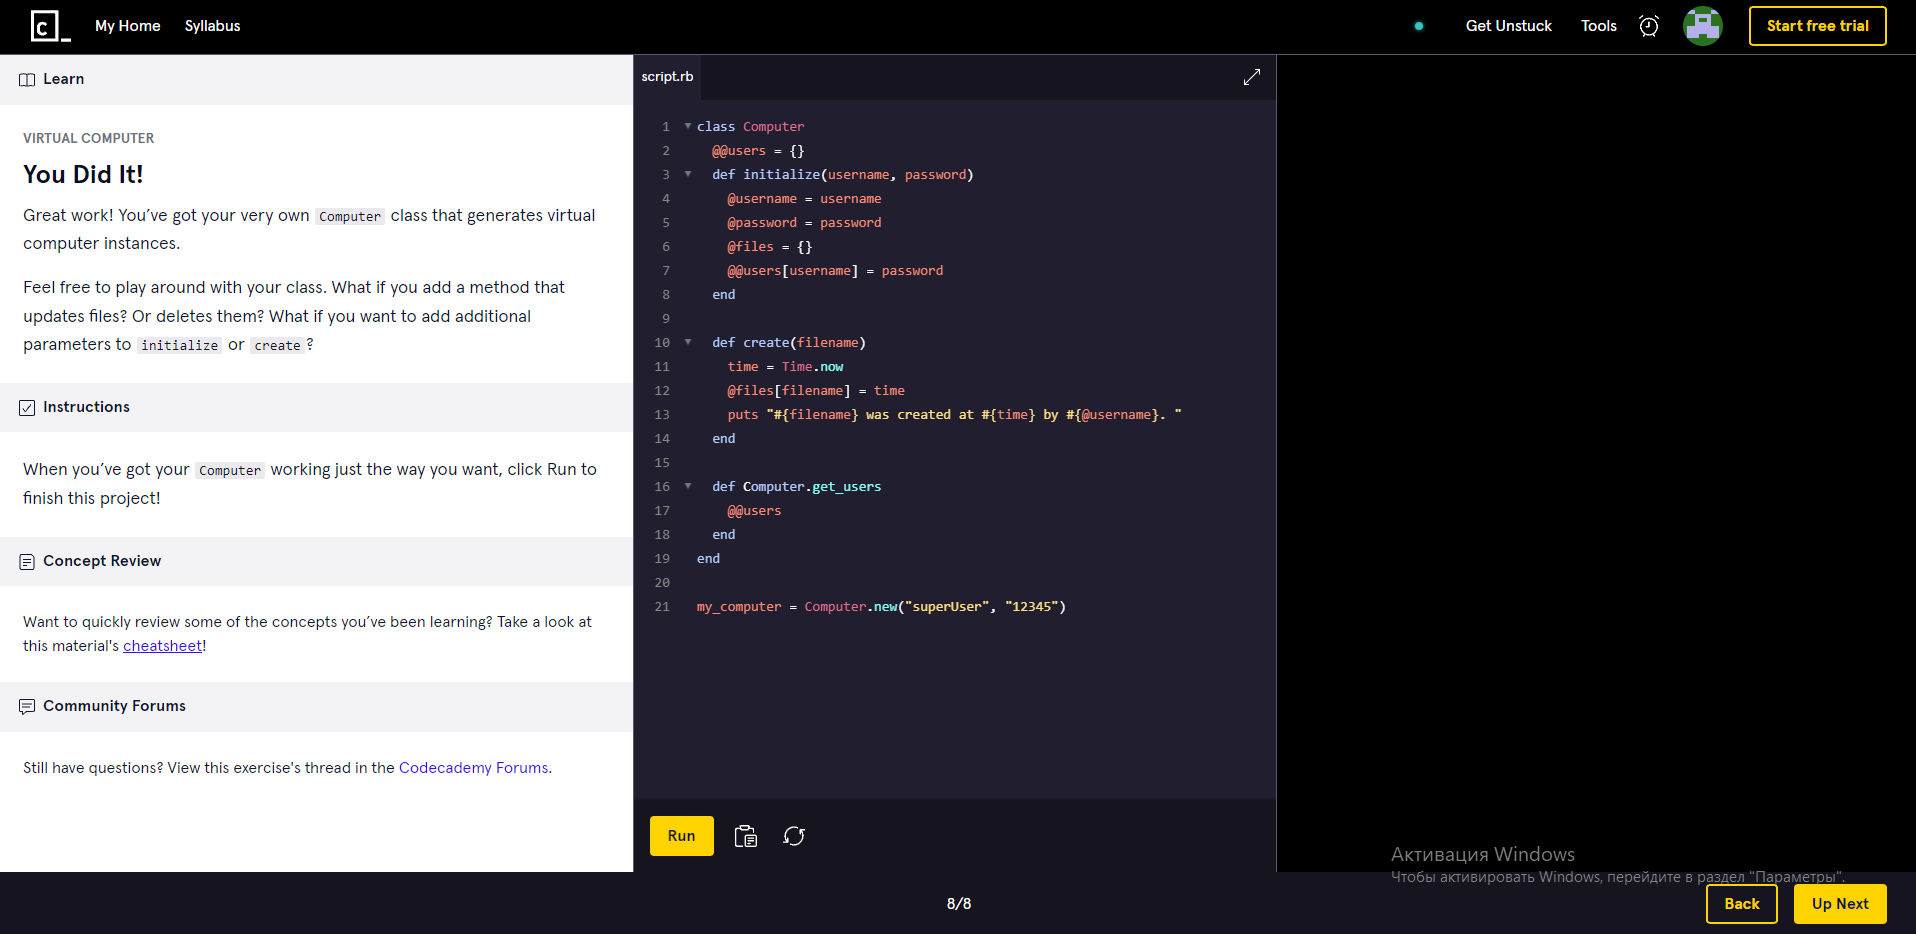 C_ My Home Syllabus Get Unstuck Tools Start free trial
Learn
VIRTUAL COMPUTER
You Did It!
Great work! You’ve got your very own Computer class that generates virtual
computer instances.
Feel free to play around with your class. What if you add a method that
updates files? Or deletes them? What if you want to add additional
parameters to initialize or create ?
Instructions
When you’ve got your Computer working just the way you want, click Run to
finish this project!
Concept Review
Want to quickly review some of the concepts you’ve been learning? Take a look at
this material's cheatsheet!
Community Forums
Still have questions? View this exercise's thread in the Codecademy Forums.
script.rb
1 class Computer
2 @@users = {}
3 def initialize(username, password)
4 @username = username
5 @password = password
6 @files = {}
7 @@users[username] = password
8 end
9
10 def create(filename)
11 time = Time.now
12 @files[filename] = time
13 puts "#{filename} was created at #{time} by #{@username}. "
14 end
15
16 def Computer.get_users
17 @@users
18 end
19 end
20
21 my_computer = Computer.new("superUser", "12345")
Run
Активация Windows
Чтобы активировать Windows, перейдите в раздел "Параметры".
8/8
Back Up Next